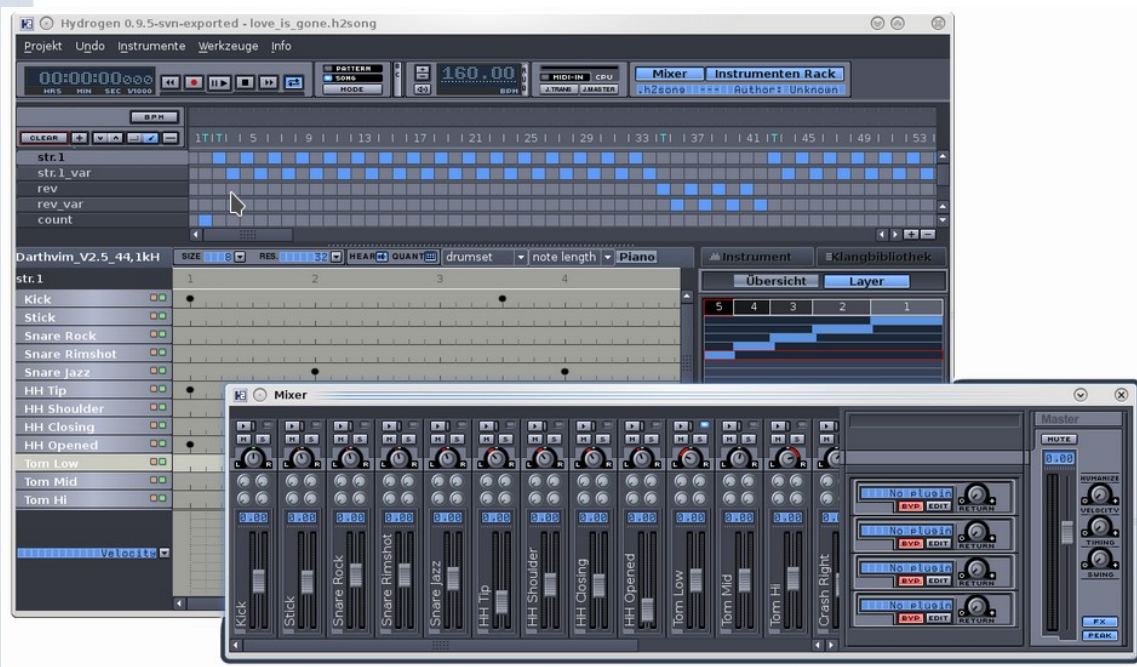 Hydrogen 0.9.5-svn-exported - love_is_gone.h2song
Projekt Undo Instrumente Werkzeuge Info
00:00:00000
HRS MIN SEC 1/1000
PATTERN
SONG
MODE
160.00
BPM
MIDI-IN CPU
J.TRANS J.MASTER
Mixer Instrumenten Rack
.h2song Author: Unknown
BPM
CLEAR
1 T T 5 9 13 17 21 25 29 33 T 37 41 T 45 49 53
str.1
str.1_var
rev
rev_var
count
Darthvim_V2.5_44,1kH SIZE 8 RES. 32 HEAR QUANT drumset note length Piano
Instrument Klangbibliothek
str.1 1 2 3 4
Übersicht Layer
5 4 3 2 1
Kick
Stick
Snare Rock
Snare Rimshot
Snare Jazz
HH Tip
HH Shoulder
HH Closing
HH Opened
Tom Low
Tom Mid
Tom Hi
Velocity
Mixer
M S M S M S M S M S M S M S M S M S M S M S M S M
L R L R L R L R L R L R L R L R L R L R L R L R L
0.00 0.00 0.00 0.00 0.00 0.00 0.00 0.00 0.00 0.00 0.00 0.00
Kick
Stick
Snare Rock
Snare Rimshot
Snare Jazz
HH Tip
HH Shoulder
HH Closing
HH Opened
Tom Low
Tom Mid
Tom Hi
Crash Right
No plugin
BYP EDIT RETURN
No plugin
BYP EDIT RETURN
No plugin
BYP EDIT RETURN
No plugin
BYP EDIT RETURN
Master
MUTE
0.00
HUMANIZE
VELOCITY
TIMING
SWING
FX
PEAK